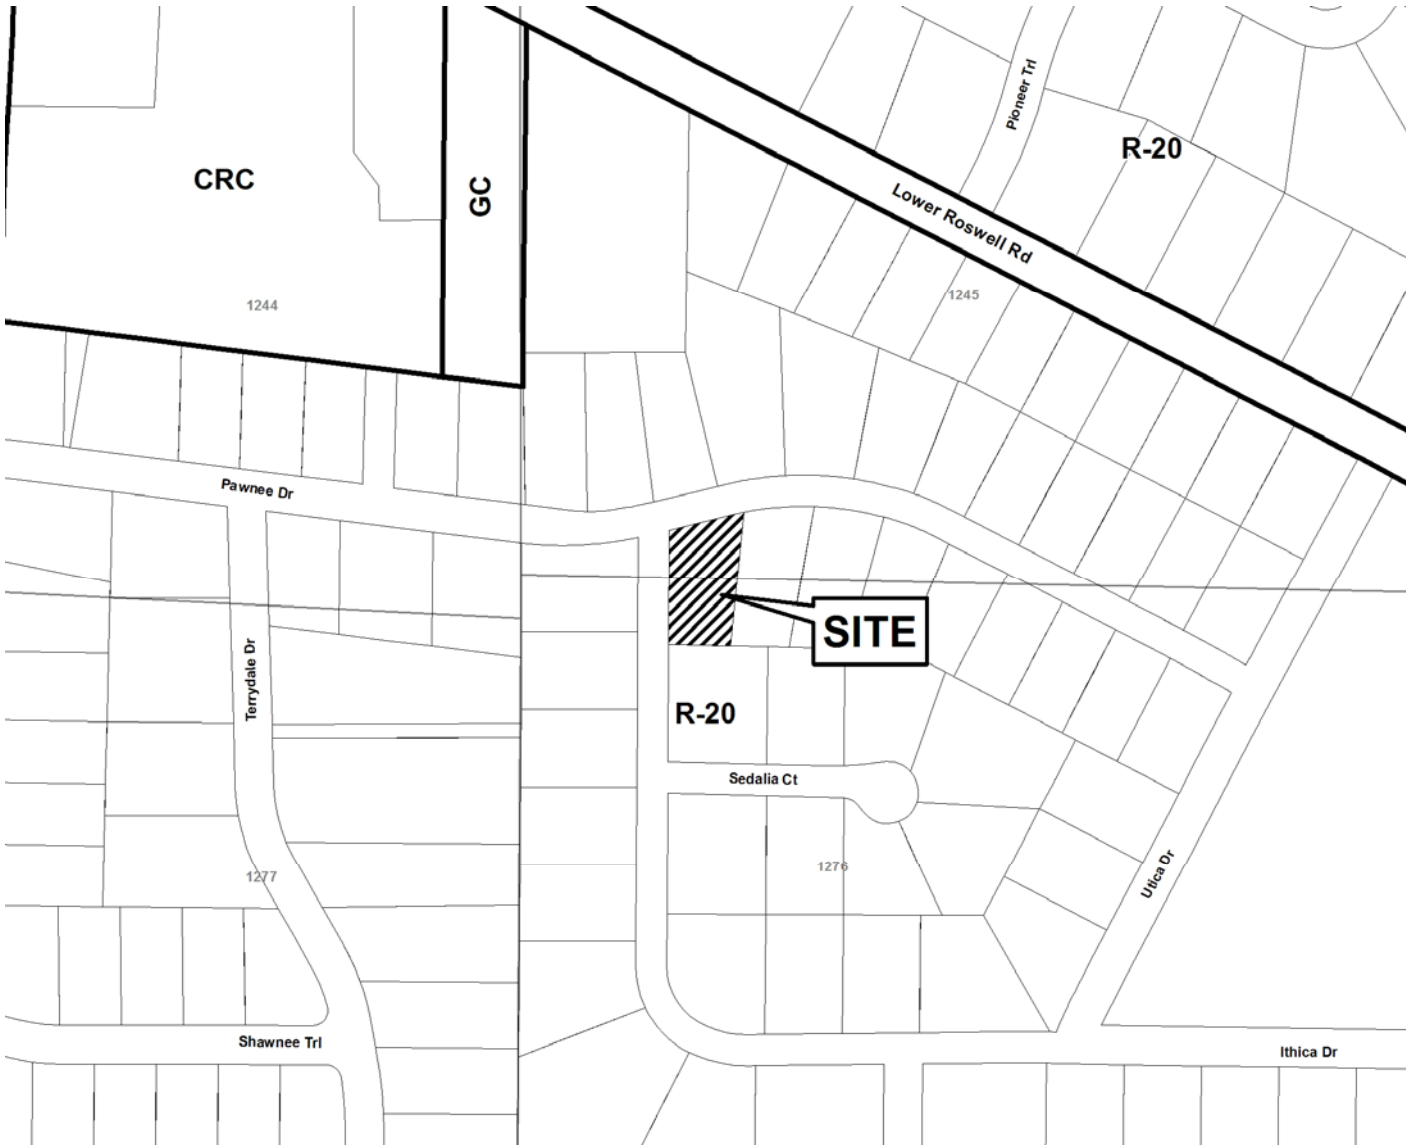 Pioneer Trl
R-20
CRC
GC
Lower Roswell Rd
1244
1245
Pawnee Dr
SITE
Terrydale Dr
R-20
Sedalia Ct
1276
1277
Utica Dr
Shawnee Trl
Ithica Dr